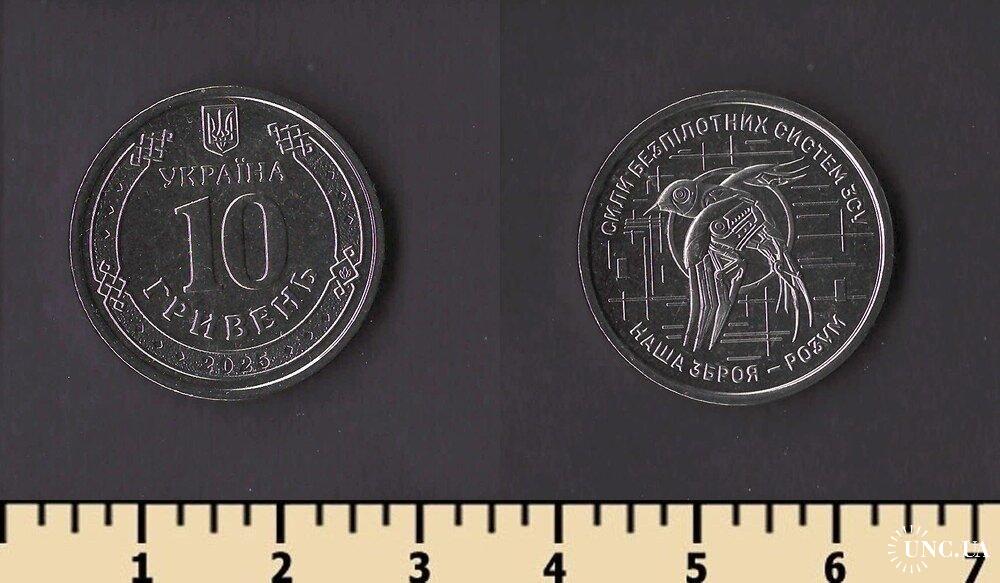 УКРАЇНА
10
ГРИВЕНЬ
2025
СИЛИ БЕЗПІЛОТНИХ СИСТЕМ ЗСУ
НАША ЗБРОЯ – РОЗУМ
1 2 3 4 5 6 7
UNC.UA